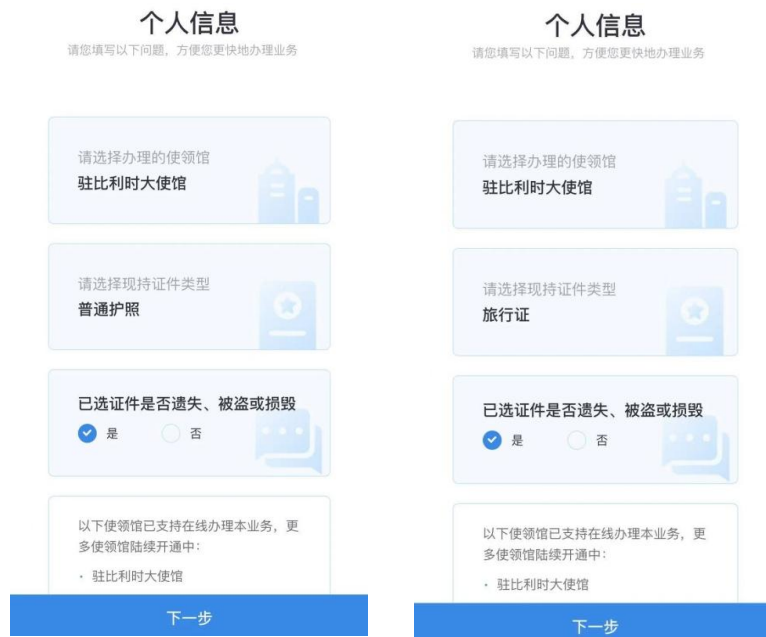 个人信息
请您填写以下问题，方便您更快地办理业务
请选择办理的使领馆
驻比利时大使馆
请选择现持证件类型
普通护照
已选证件是否遗失、被盗或损毁
是 否
以下使领馆已支持在线办理本业务，更
多使领馆陆续开通中：
· 驻比利时大使馆
下一步
个人信息
请您填写以下问题，方便您更快地办理业务
请选择办理的使领馆
驻比利时大使馆
请选择现持证件类型
旅行证
已选证件是否遗失、被盗或损毁
是 否
以下使领馆已支持在线办理本业务，更
多使领馆陆续开通中：
· 驻比利时大使馆
下一步